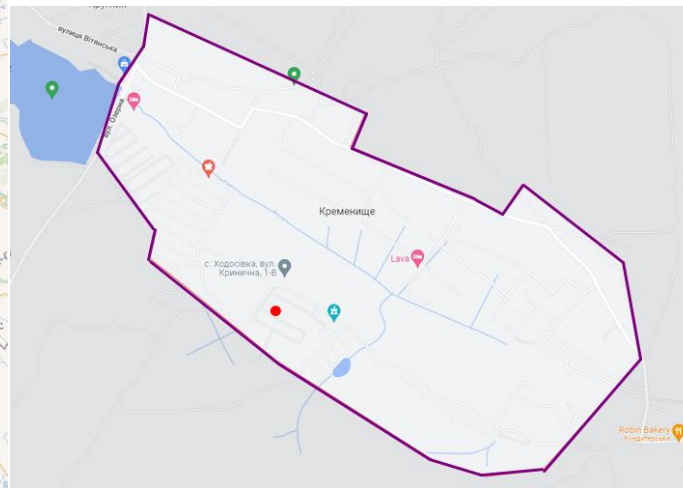 вулиця Вітянська
вул. Озерна
Кременище
с. Ходосівка, вул.
Кринична, 1-В
Lava
Robin Bakery
Кондитерська